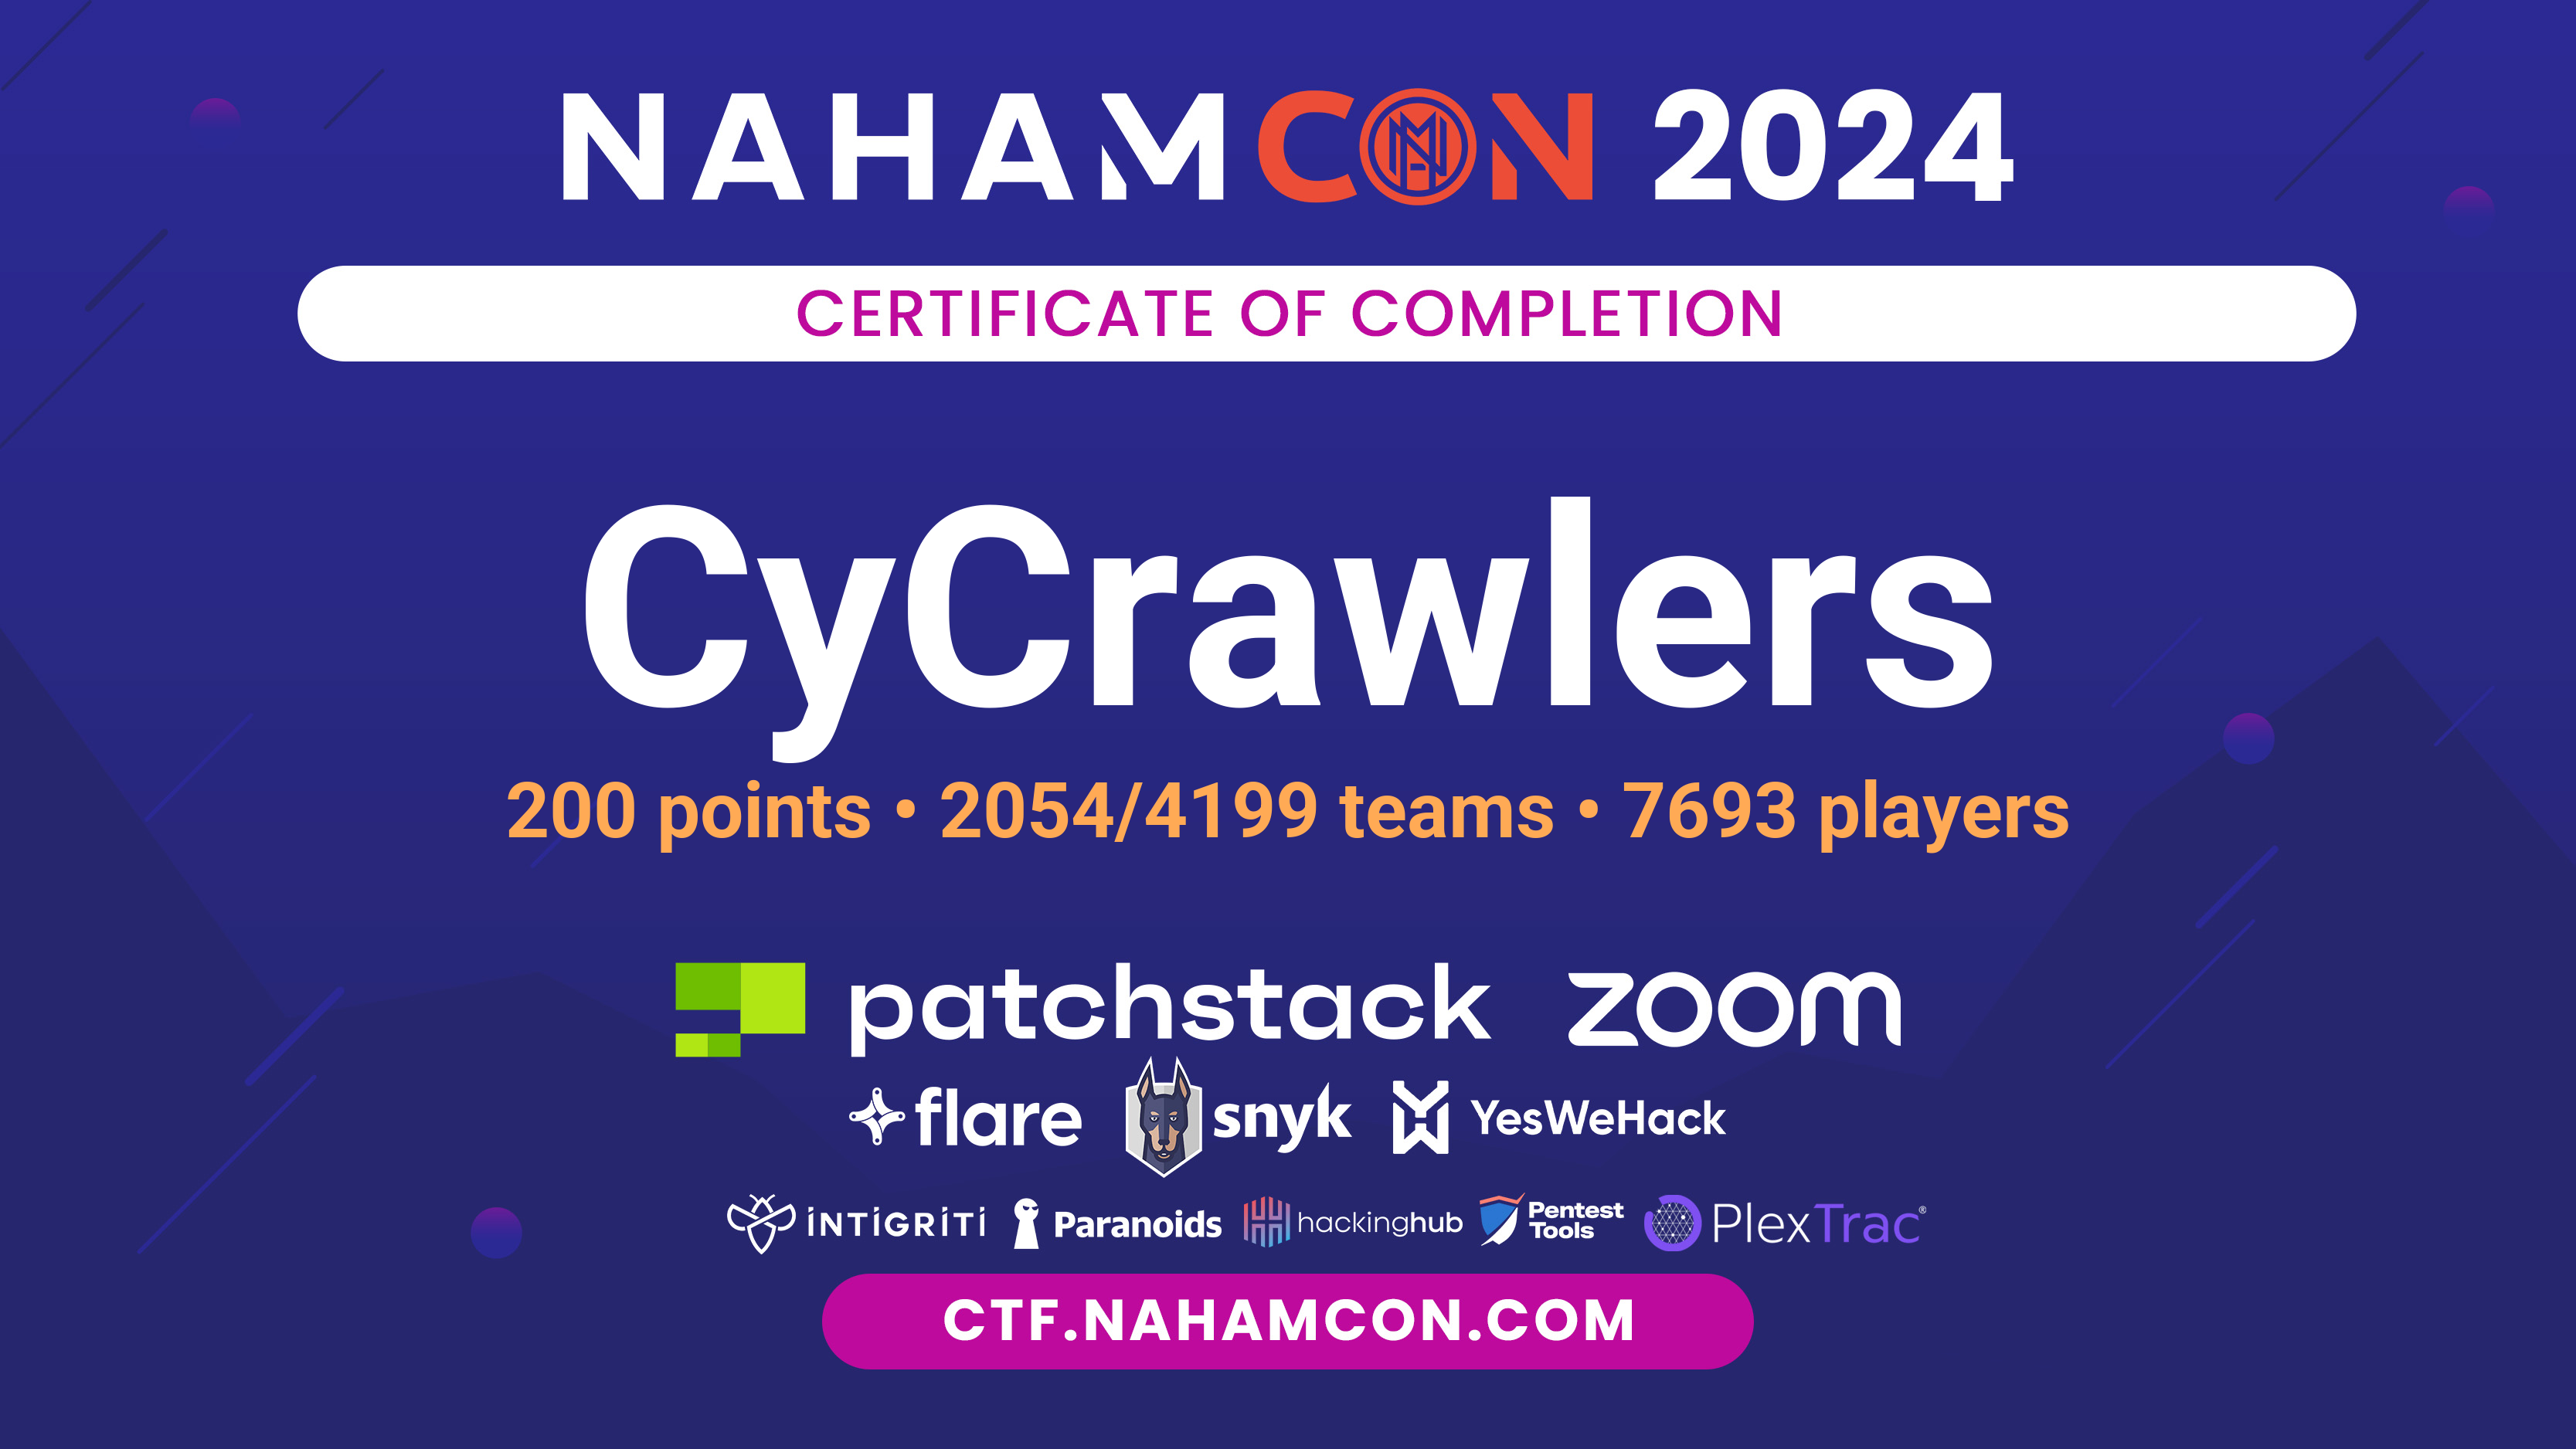 NAHAMCON 2024
CERTIFICATE OF COMPLETION
CyCrawlers
200 points • 2054/4199 teams • 7693 players
patchstack zoom
flare snyk YesWeHack
INTIGRITI Paranoids hackinghub Pentest Tools PlexTrac®
CTF.NAHAMCON.COM